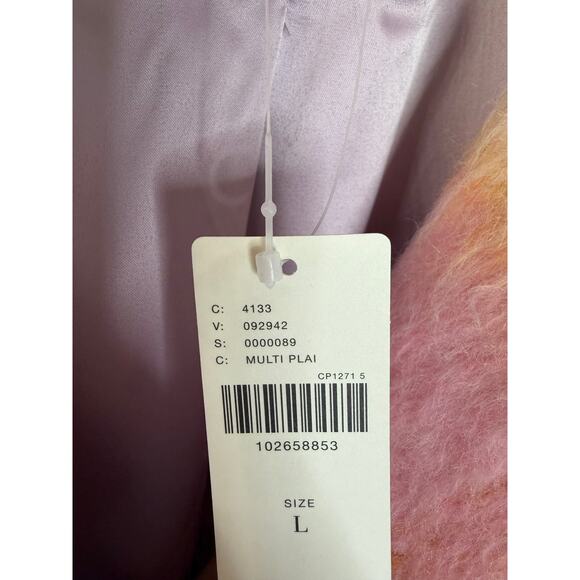 C: 4133
V: 092942
S: 0000089
C: MULTI PLAI
CP1271 5
102658853
SIZE
L